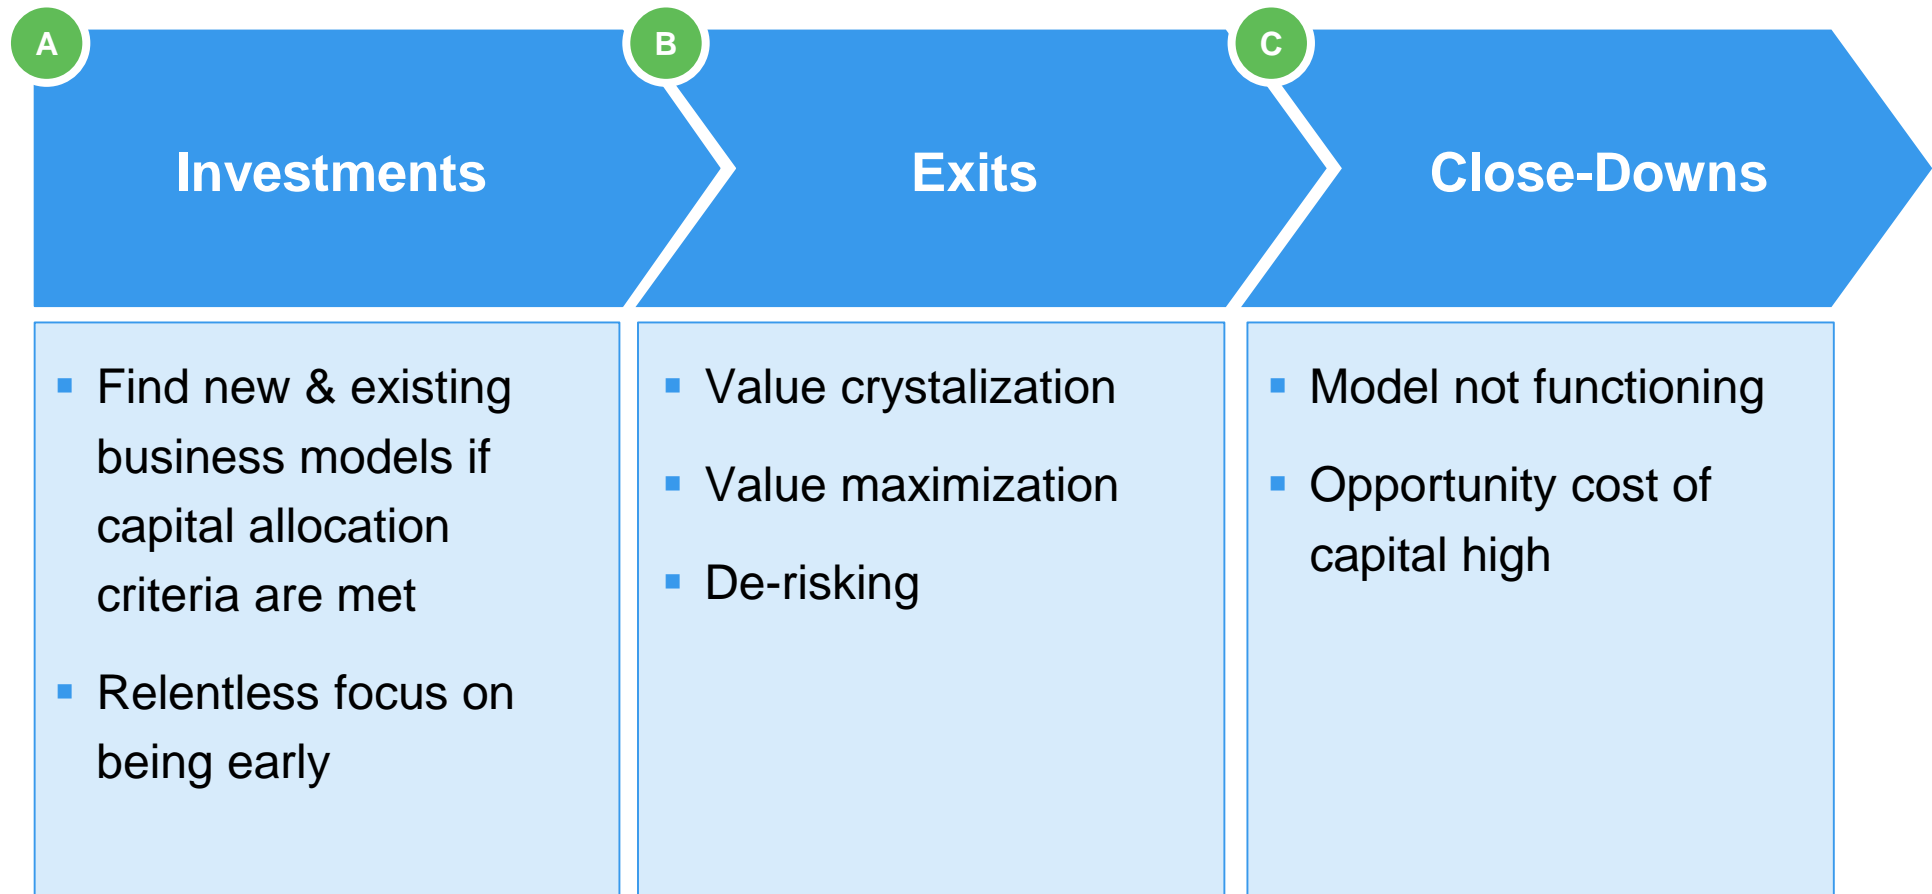 A
B
C
Investments
Exits
Close-Downs
Find new & existing
business models if
capital allocation
criteria are met
Relentless focus on
being early
Value crystalization
Value maximization
De-risking
Model not functioning
Opportunity cost of
capital high